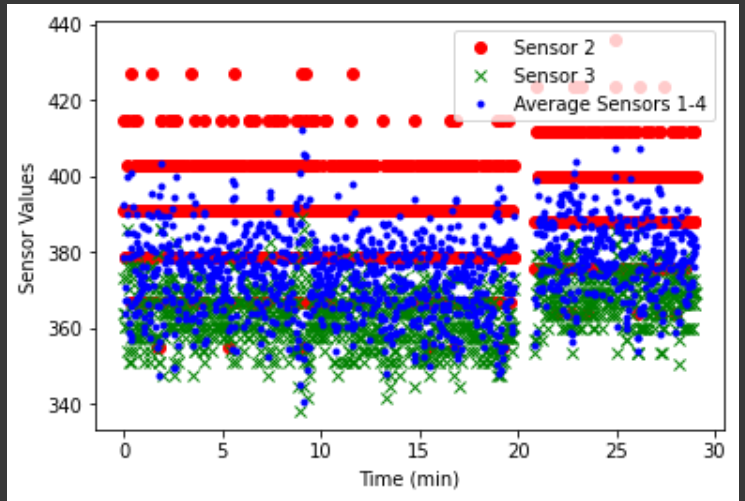 440
420
400
380
360
340
Sensor Values
Sensor 2
Sensor 3
Average Sensors 1-4
0
5
10
15
20
25
30
Time (min)